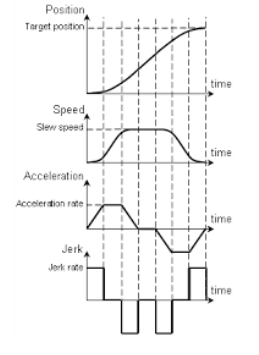 Position
Target position
time
Speed
Slew speed
time
Acceleration
Acceleration rate
time
Jerk
Jerk rate
time